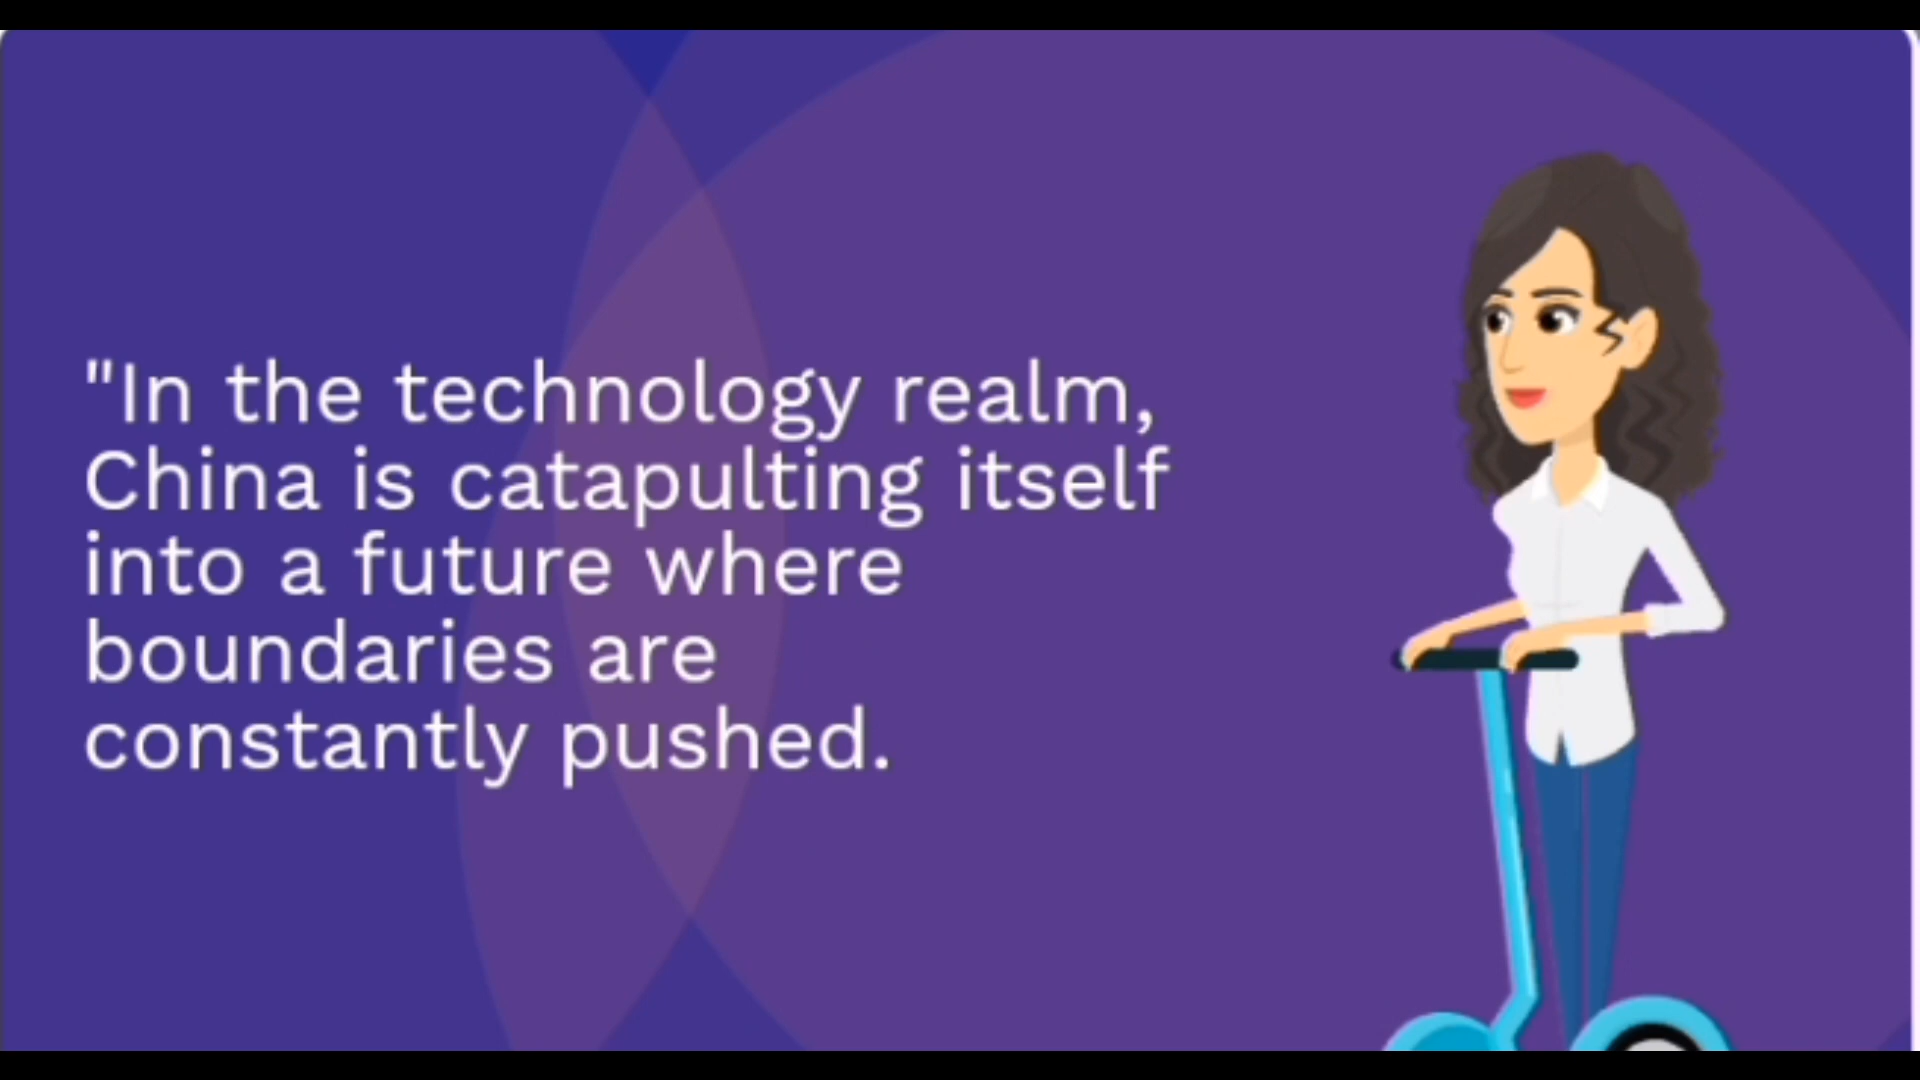 "In the technology realm,
China is catapulting itself
into a future where
boundaries are
constantly pushed.